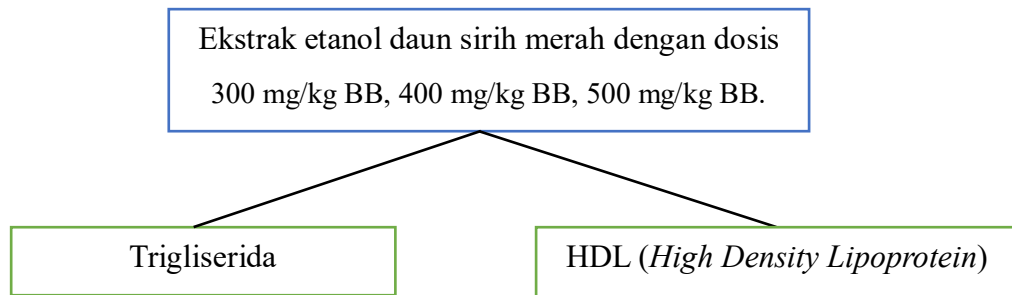 Ekstrak etanol daun sirih merah dengan dosis
300 mg/kg BB, 400 mg/kg BB, 500 mg/kg BB.
Trigliserida
HDL (High Density Lipoprotein)